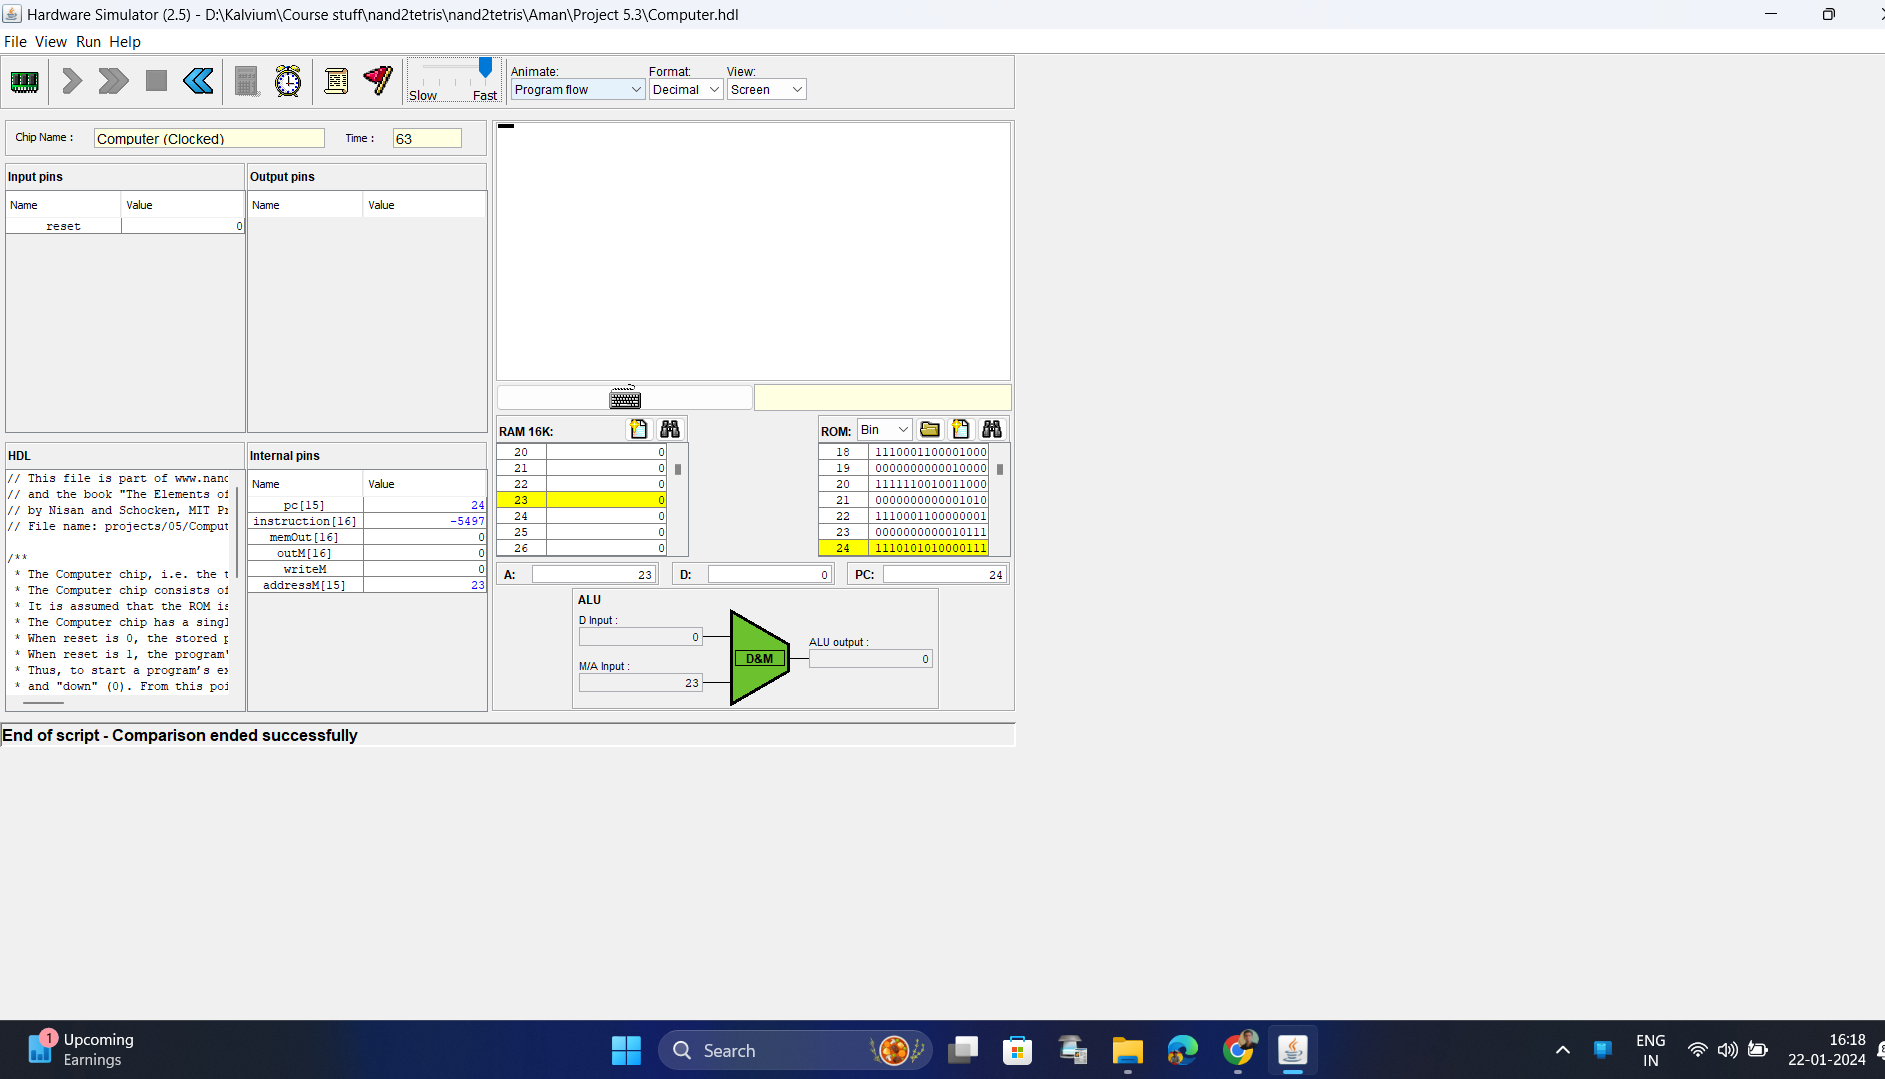 Hardware Simulator (2.5) - D:\Kalvium\Course stuff\nand2tetris\nand2tetris\Aman\Project 5.3\Computer.hdl
File View Run Help
Slow Fast
Animate: Format: View:
Program flow Decimal Screen
Chip Name : Computer (Clocked) Time : 63
Input pins
Name Value
reset 0
Output pins
Name Value
HDL
// This file is part of www.nand
// and the book "The Elements of
// by Nisan and Schocken, MIT Pr
// File name: projects/05/Comput
/**
* The Computer chip, i.e. the t
* The Computer chip consists of
* It is assumed that the ROM is
* The Computer chip has a singl
* When reset is 0, the stored p
* When reset is 1, the program'
* Thus, to start a program's ex
* and "down" (0). From this poi
Internal pins
Name Value
pc[15] 24
instruction[16] -5497
memOut[16] 0
outM[16] 0
writeM 0
addressM[15] 23
RAM 16K:
20 0
21 0
22 0
23 0
24 0
25 0
26 0
ROM: Bin
18 1110001100001000
19 0000000000010000
20 1111110010011000
21 0000000000001010
22 1110001100000001
23 0000000000010111
24 1110101010000111
A: 23 D: 0 PC: 24
ALU
D Input :
0
M/A Input :
23
D&M
ALU output :
0
End of script - Comparison ended successfully
1
Upcoming
Earnings
Search
ENG
IN
16:18
22-01-2024